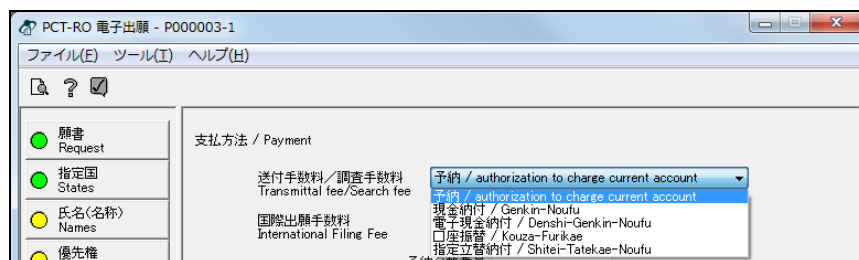 PCT-RO 電子出願 - P000003-1
ファイル(F) ツール(T) ヘルプ(H)
願書
Request
支払方法 / Payment
指定国
States
送付手数料／調査手数料
Transmittal fee/Search fee
予納 / authorization to charge current account
予納 / authorization to charge current account
現金納付 / Genkin-Noufu
電子現金納付 / Denshi-Genkin-Noufu
口座振替 / Kouza-Furikae
指定立替納付 / Shitei-Tatekae-Noufu
氏名(名称)
Names
国際出願手数料
International Filing Fee
優先権